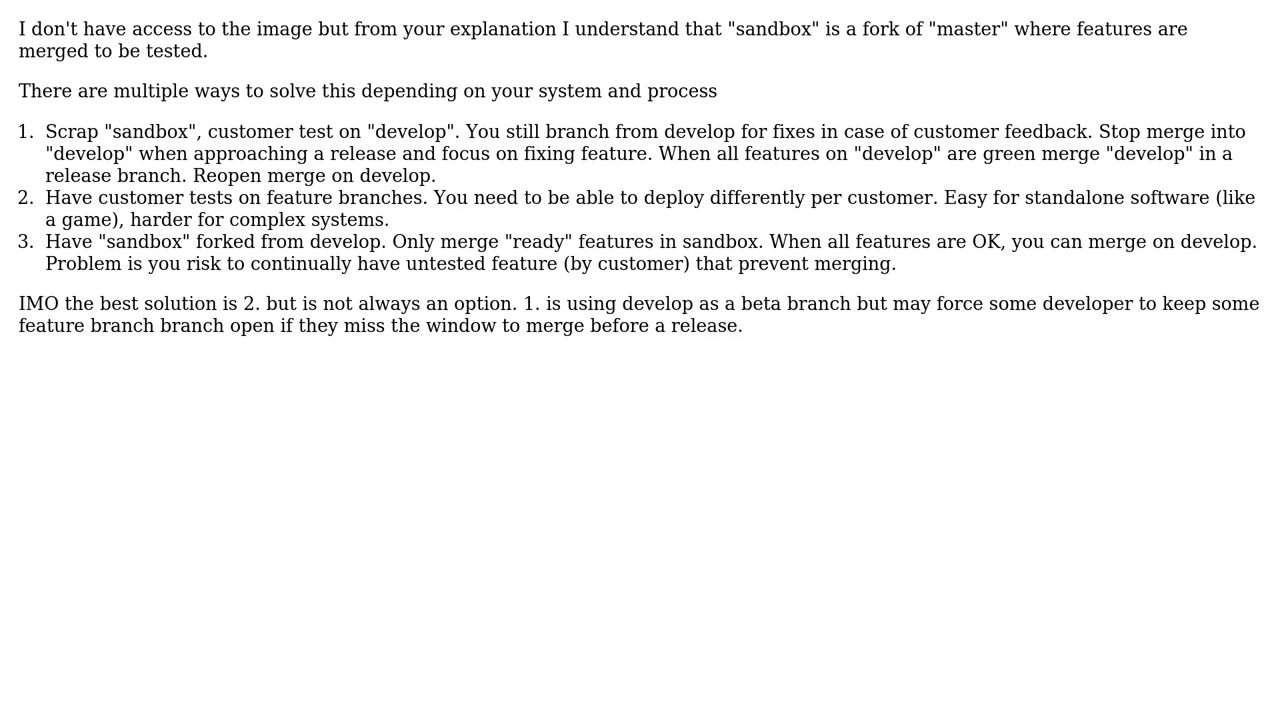 I don't have access to the image but from your explanation I understand that "sandbox" is a fork of "master" where features are
merged to be tested.
There are multiple ways to solve this depending on your system and process
1. Scrap "sandbox", customer test on "develop". You still branch from develop for fixes in case of customer feedback. Stop merge into
"develop" when approaching a release and focus on fixing feature. When all features on "develop" are green merge "develop" in a
release branch. Reopen merge on develop.
2. Have customer tests on feature branches. You need to be able to deploy differently per customer. Easy for standalone software (like
a game), harder for complex systems.
3. Have "sandbox" forked from develop. Only merge "ready" features in sandbox. When all features are OK, you can merge on develop.
Problem is you risk to continually have untested feature (by customer) that prevent merging.
IMO the best solution is 2. but is not always an option. 1. is using develop as a beta branch but may force some developer to keep some
feature branch branch open if they miss the window to merge before a release.